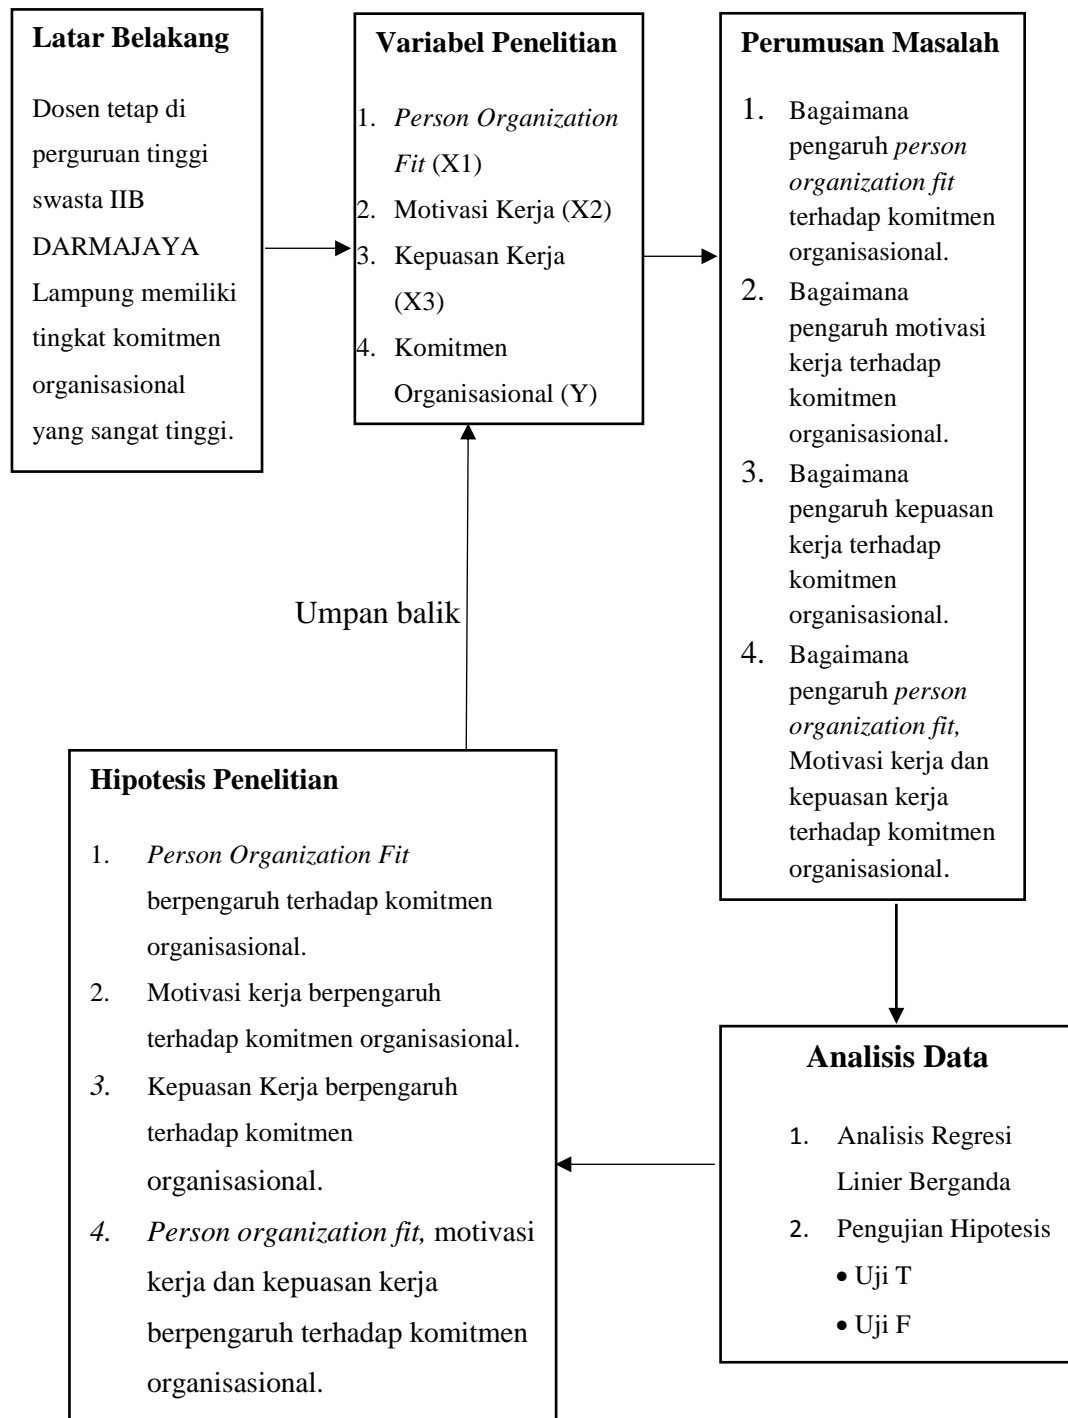 Latar Belakang
Dosen tetap di
perguruan tinggi
swasta IIB
DARMAJAYA
Lampung memiliki
tingkat komitmen
organisasional
yang sangat tinggi.
Variabel Penelitian
1. Person Organization
Fit (X1)
2. Motivasi Kerja (X2)
3. Kepuasan Kerja
(X3)
4. Komitmen
Organisasional (Y)
Perumusan Masalah
1. Bagaimana
pengaruh person
organization fit
terhadap komitmen
organisasional.
2. Bagaimana
pengaruh motivasi
kerja terhadap
komitmen
organisasional.
3. Bagaimana
pengaruh kepuasan
kerja terhadap
komitmen
organisasional.
4. Bagaimana
pengaruh person
organization fit,
Motivasi kerja dan
kepuasan kerja
terhadap komitmen
organisasional.
Umpan balik
Hipotesis Penelitian
1. Person Organization Fit
berpengaruh terhadap komitmen
organisasional.
2. Motivasi kerja berpengaruh
terhadap komitmen organisasional.
3. Kepuasan Kerja berpengaruh
terhadap komitmen
organisasional.
4. Person organization fit, motivasi
kerja dan kepuasan kerja
berpengaruh terhadap komitmen
organisasional.
Analisis Data
1. Analisis Regresi
Linier Berganda
2. Pengujian Hipotesis
• Uji T
• Uji F